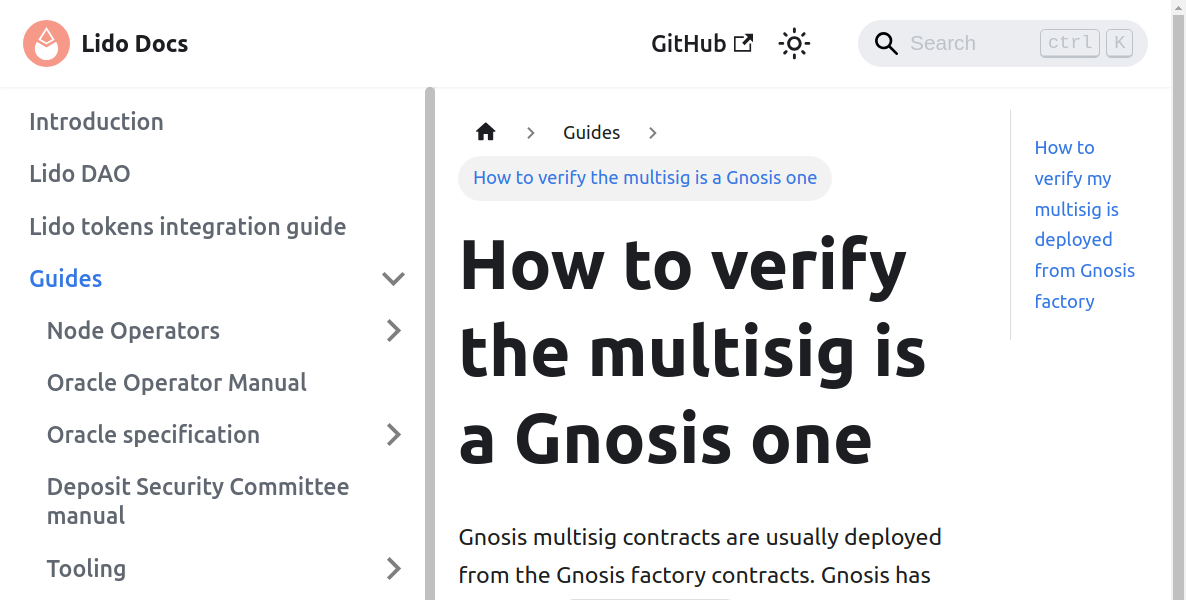 Lido Docs
GitHub
Search
ctrl
K
Introduction
Lido DAO
Lido tokens integration guide
Guides
Node Operators
Oracle Operator Manual
Oracle specification
Deposit Security Committee
manual
Tooling
Guides
How to verify the multisig is a Gnosis one
How to verify
the multisig is
a Gnosis one
Gnosis multisig contracts are usually deployed
from the Gnosis factory contracts. Gnosis has
How to
verify my
multisig is
deployed
from Gnosis
factory